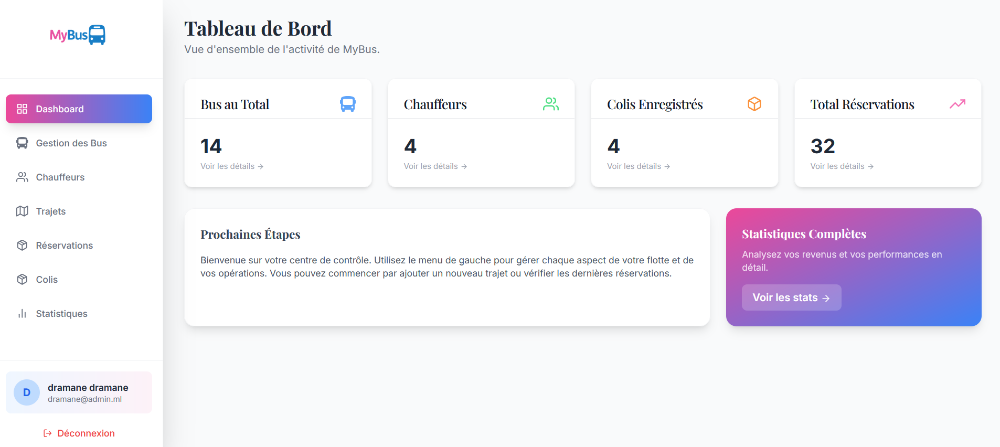 MyBus
Dashboard
Gestion des Bus
Chauffeurs
Trajets
Réservations
Colis
Statistiques
D
dramane dramane
dramane@admin.ml
Déconnexion
Tableau de Bord
Vue d'ensemble de l'activité de MyBus.
Bus au Total
14
Voir les détails →
Chauffeurs
4
Voir les détails →
Colis Enregistrés
4
Voir les détails →
Total Réservations
32
Voir les détails →
Prochaines Étapes
Bienvenue sur votre centre de contrôle. Utilisez le menu de gauche pour gérer chaque aspect de votre flotte et de
vos opérations. Vous pouvez commencer par ajouter un nouveau trajet ou vérifier les dernières réservations.
Statistiques Complètes
Analysez vos revenus et vos performances en
détail.
Voir les stats →